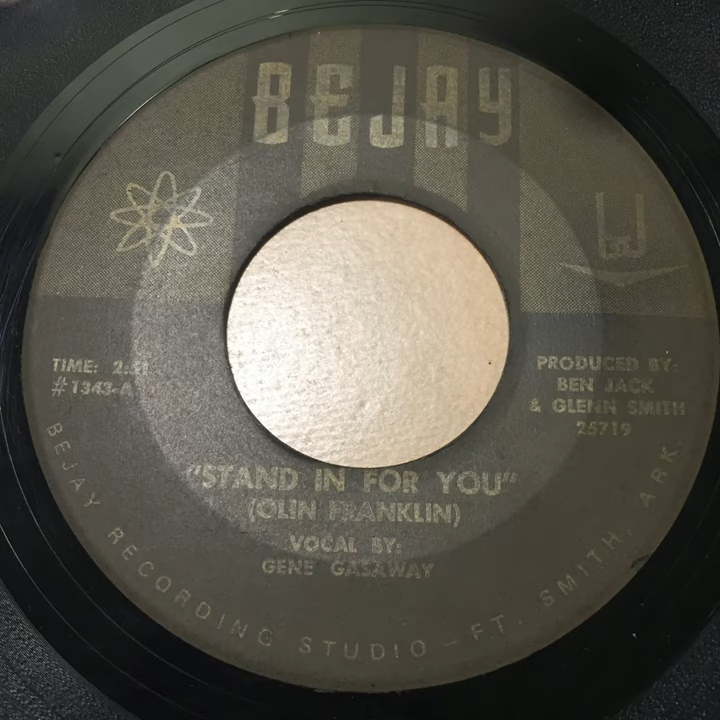 BEJAY
TIME:
#1343-A
PRODUCED BY:
BEN JACK
& GLENN SMITH
25719
"STAND IN FOR YOU"
(OLIN FRANKLIN)
VOCAL BY:
GENE GASAWAY
BEJAY RECORDING STUDIO - FT. SMITH, ARK.